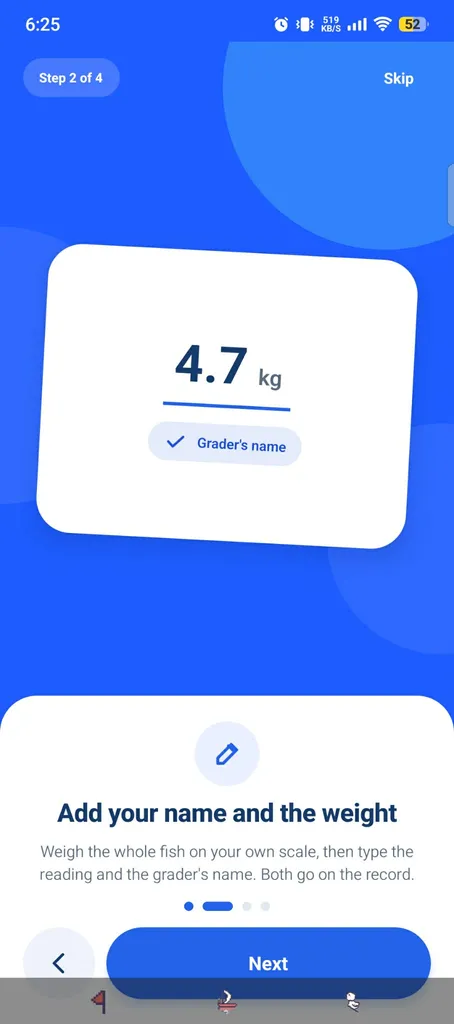 6:25
519
KB/S
52
Step 2 of 4
Skip
4.7 kg
Grader's name
Add your name and the weight
Weigh the whole fish on your own scale, then type the
reading and the grader's name. Both go on the record.
Next